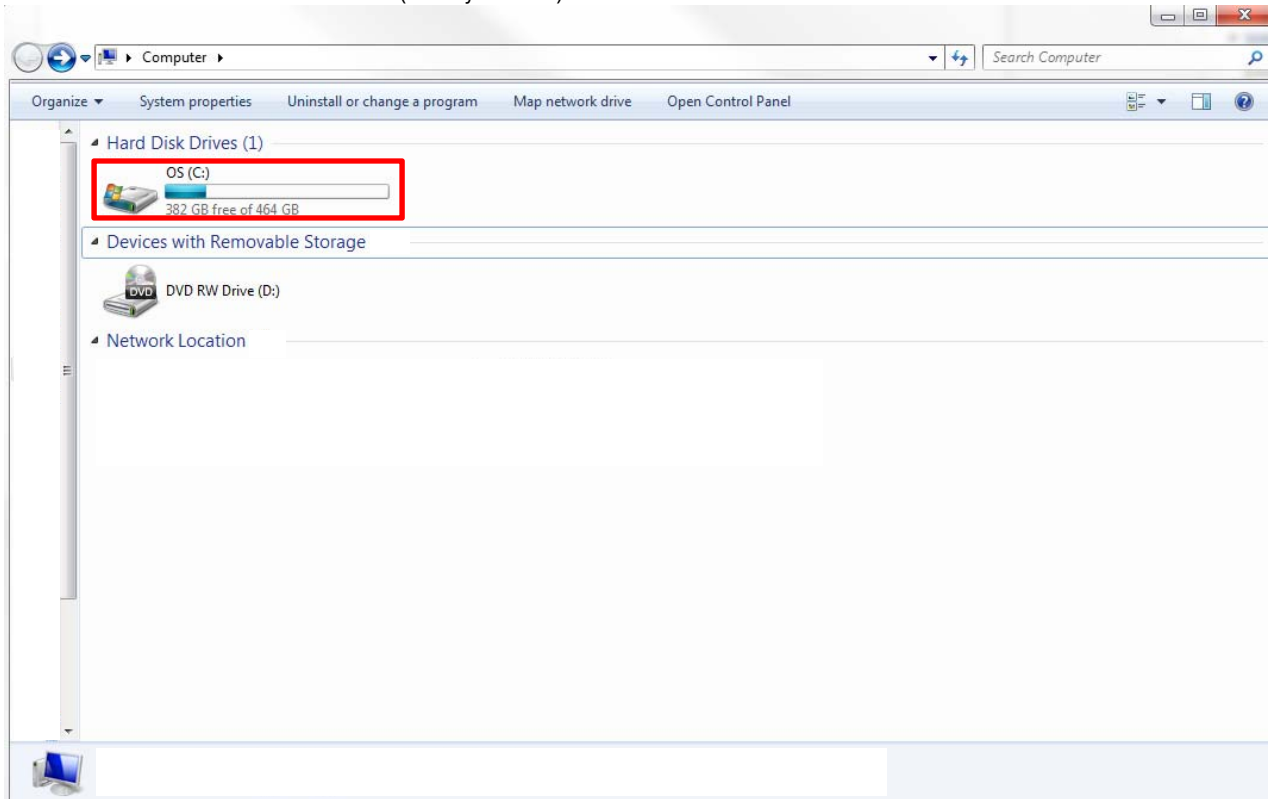 Computer
Search Computer
Organize System properties Uninstall or change a program Map network drive Open Control Panel
Hard Disk Drives (1)
OS (C:)
382 GB free of 464 GB
Devices with Removable Storage
DVD
DVD RW Drive (D:)
Network Location